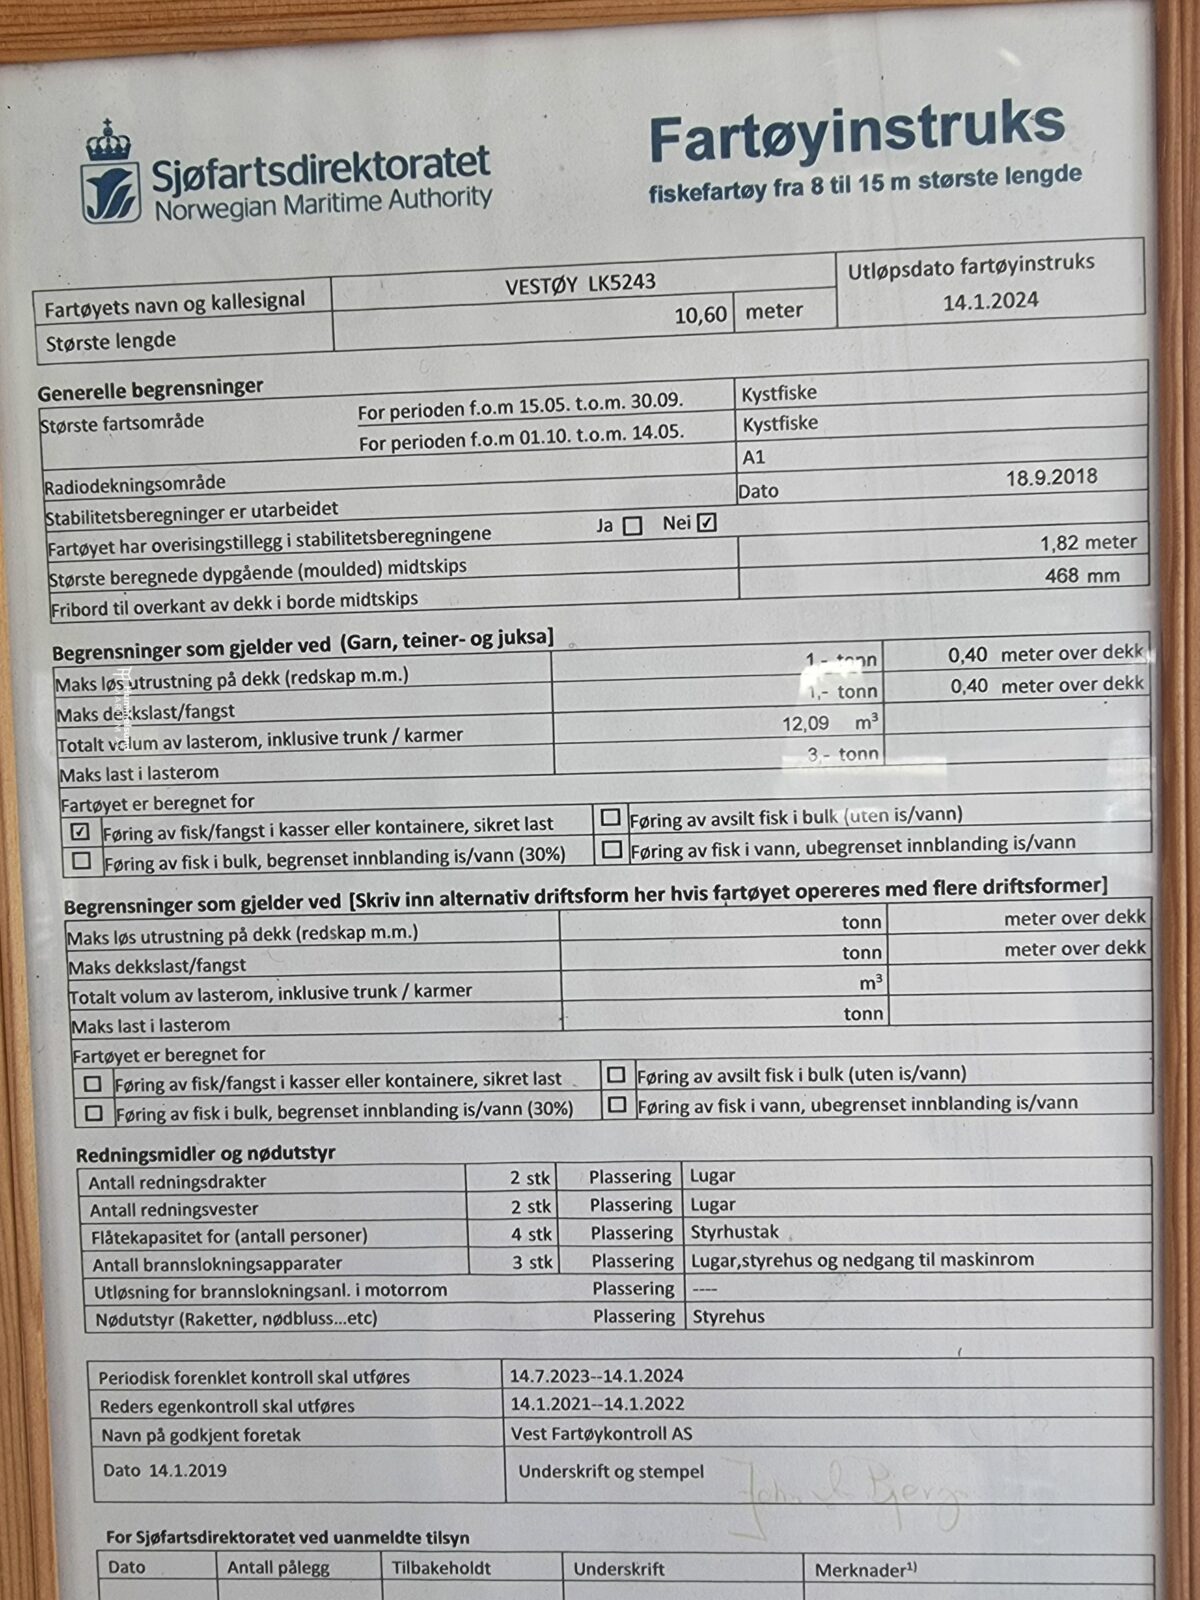 Sjøfartsdirektoratet
Norwegian Maritime Authority
Fartøyinstruks
fiskefartøy fra 8 til 15 m største lengde
Fartøyets navn og kallesignal VESTØY LK5243 Utløpsdato fartøyinstruks
Største lengde 10,60 meter 14.1.2024
Generelle begrensninger
Største fartsområde For perioden f.o.m 15.05. t.o.m. 30.09. Kystfiske
For perioden f.o.m 01.10. t.o.m. 14.05. Kystfiske
Radiodekningsområde A1
Stabilitetsberegninger er utarbeidet Dato 18.9.2018
Fartøyet har overisingstillegg i stabilitetsberegningene Ja ☐ Nei ☑
Største beregnede dypgående (moulded) midtskips 1,82 meter
Fribord til overkant av dekk i borde midtskips 468 mm
Begrensninger som gjelder ved (Garn, teiner- og juksa]
Maks løs utrustning på dekk (redskap m.m.) 1 - tonn 0,40 meter over dekk
Maks dekkslast/fangst 1,- tonn 0,40 meter over dekk
Totalt volum av lasterom, inklusive trunk / karmer 12,09 m³
Maks last i lasterom 3,- tonn
Fartøyet er beregnet for
☑ Føring av fisk/fangst i kasser eller kontainere, sikret last ☐ Føring av avsilt fisk i bulk (uten is/vann)
☐ Føring av fisk i bulk, begrenset innblanding is/vann (30%) ☐ Føring av fisk i vann, ubegrenset innblanding is/vann
Begrensninger som gjelder ved [Skriv inn alternativ driftsform her hvis fartøyet opereres med flere driftsformer]
Maks løs utrustning på dekk (redskap m.m.) tonn meter over dekk
Maks dekkslast/fangst tonn meter over dekk
Totalt volum av lasterom, inklusive trunk / karmer m³
Maks last i lasterom tonn
Fartøyet er beregnet for
☐ Føring av fisk/fangst i kasser eller kontainere, sikret last ☐ Føring av avsilt fisk i bulk (uten is/vann)
☐ Føring av fisk i bulk, begrenset innblanding is/vann (30%) ☐ Føring av fisk i vann, ubegrenset innblanding is/vann
Redningsmidler og nødutstyr
Antall redningsdrakter 2 stk Plassering Lugar
Antall redningsvester 2 stk Plassering Lugar
Flåtekapasitet for (antall personer) 4 stk Plassering Styrhustak
Antall brannslokningsapparater 3 stk Plassering Lugar,styrehus og nedgang til maskinrom
Utløsning for brannslokningsanl. i motorrom Plassering ----
Nødutstyr (Raketter, nødbluss...etc) Plassering Styrehus
Periodisk forenklet kontroll skal utføres 14.7.2023--14.1.2024
Reders egenkontroll skal utføres 14.1.2021--14.1.2022
Navn på godkjent foretak Vest Fartøykontroll AS
Dato 14.1.2019 Underskrift og stempel
For Sjøfartsdirektoratet ved uanmeldte tilsyn
Dato Antall pålegg Tilbakeholdt Underskrift Merknader¹⁾